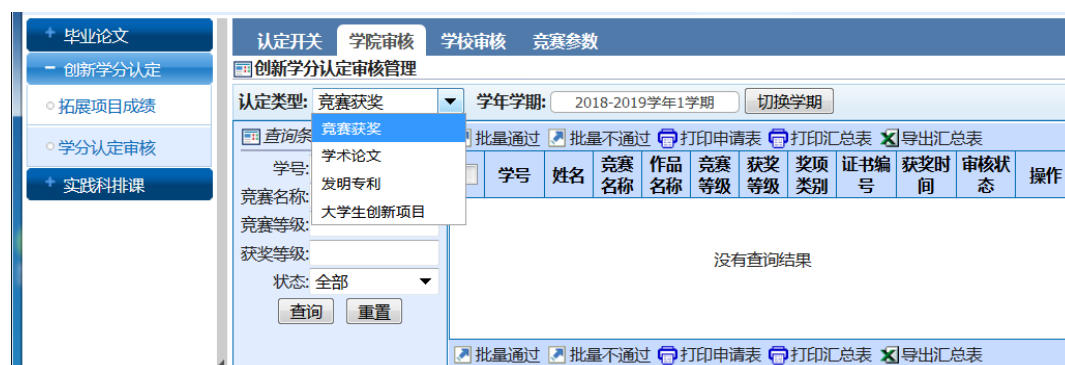 + 毕业论文
− 创新学分认定
拓展项目成绩
学分认定审核
+ 实践科排课
认定开关 学院审核 学校审核 竞赛参数
创新学分认定审核管理
认定类型: 竞赛获奖 学年学期: 2018-2019学年1学期 切换学期
竞赛获奖
学术论文
发明专利
大学生创新项目
查询条
学号:
竞赛名称:
竞赛等级:
获奖等级:
状态: 全部
查询 重置
批量通过 批量不通过 打印申请表 打印汇总表 导出汇总表
学号 姓名 竞赛名称 作品名称 竞赛等级 获奖等级 奖项类别 证书编号 获奖时间 审核状态 操作
没有查询结果
批量通过 批量不通过 打印申请表 打印汇总表 导出汇总表